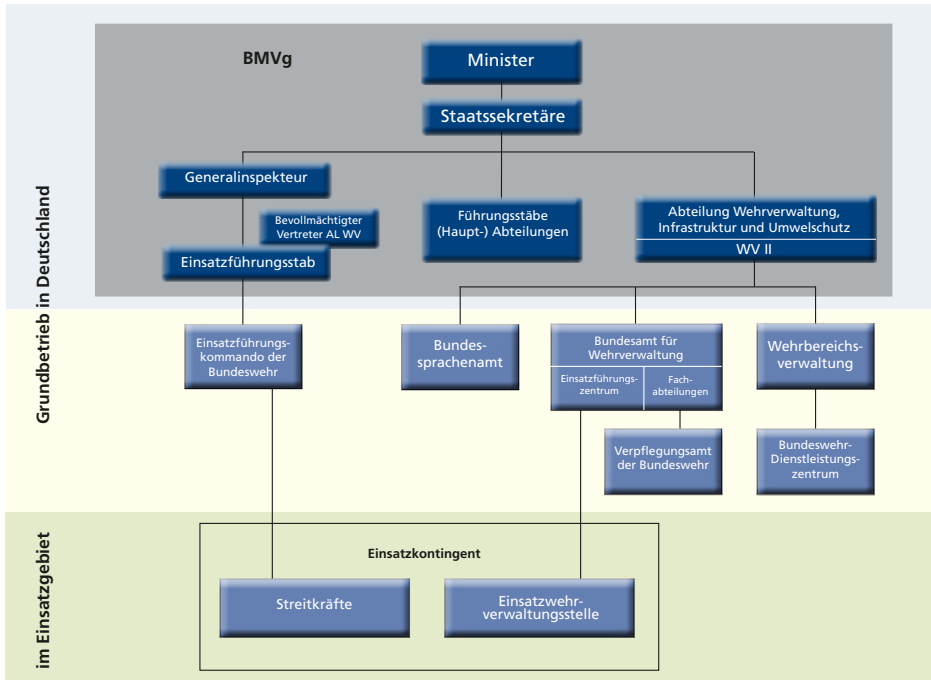 BMVg
Minister
Staatssekretäre
Generalinspekteur
Bevollmächtigter
Vertreter AL WV
Einsatzführungsstab
Führungsstäbe
(Haupt-) Abteilungen
Abteilung Wehrverwaltung,
Infrastruktur und Umwelschutz
WV II
Grundbetrieb in Deutschland
Einsatzführungs-
kommando der
Bundeswehr
Bundes-
sprachenamt
Bundesamt für
Wehrverwaltung
Einsatzführungs-
zentrum
Fach-
abteilungen
Wehrbereichs-
verwaltung
Verpflegungsamt
der Bundeswehr
Bundeswehr-
Dienstleistungs-
zentrum
im Einsatzgebiet
Einsatzkontingent
Streitkräfte
Einsatzwehr-
verwaltungsstelle